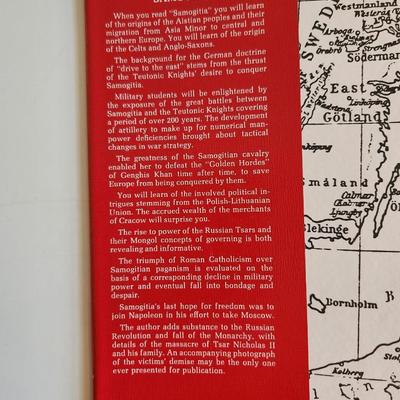 When you read "Samogitia" you will learn
of the origins of the Aistian peoples and their
migration from Asia Minor to central and
northern Europe. You will learn of the origin
of the Celts and Anglo-Saxons.
The background for the German doctrine
of "drive to the east" stems from the thrust
of the Teutonic Knights' desire to conquer
Samogitia.
Military students will be enlightened by
the exposure of the great battles between
Samogitia and the Teutonic Knights covering
a period of over 200 years. The development
of artillery to make up for numerical man-
power deficiencies brought about tactical
changes in war strategy.
The greatness of the Samogitian cavalry
enabled her to defeat the "Golden Hordes"
of Genghis Khan time after time, to save
Europe from being conquered by them.
You will learn of the involved political in-
trigues stemming from the Polish-Lithuanian
Union. The accrued wealth of the merchants
of Cracow will surprise you.
The rise to power of the Russian Tsars and
their Mongol concepts of governing is both
revealing and informative.
The triumph of Roman Catholicism over
Samogitian paganism is evaluated on the
basis of a corresponding decline in military
power and eventual fall into bondage and
despair.
Samogitia's last hope for freedom was to
join Napoleon in his effort to take Moscow.
The author adds substance to the Russian
Revolution and fall of the Monarchy, with
details of the massacre of Tsar Nicholas II
and his family. An accompanying photograph
of the victims' demise may be the only one
ever presented for publication.
SWED
Westmanland
Arboga
Örebro
Strengnas
Söderman
East
Götland
Småland
Calmar
Ljungby
Blekinge
Ö
B
Bornholm
Kolberg